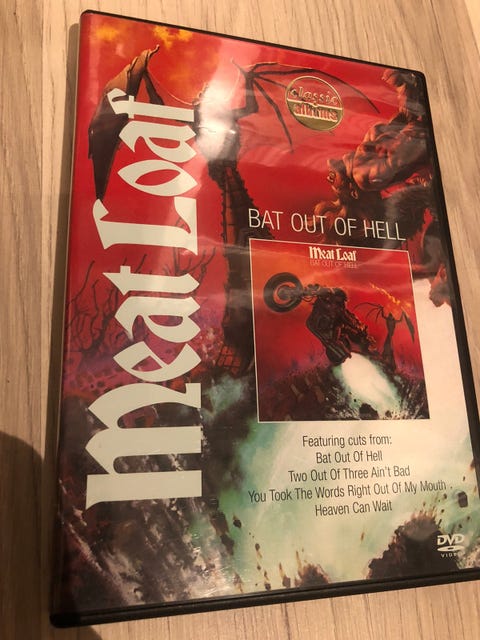 Meat Loaf
classic
albums
BAT OUT OF HELL
Meat Loaf
BAT OUT OF HELL
Featuring cuts from:
Bat Out Of Hell
Two Out Of Three Ain't Bad
You Took The Words Right Out Of My Mouth
Heaven Can Wait
DVD
VIDEO